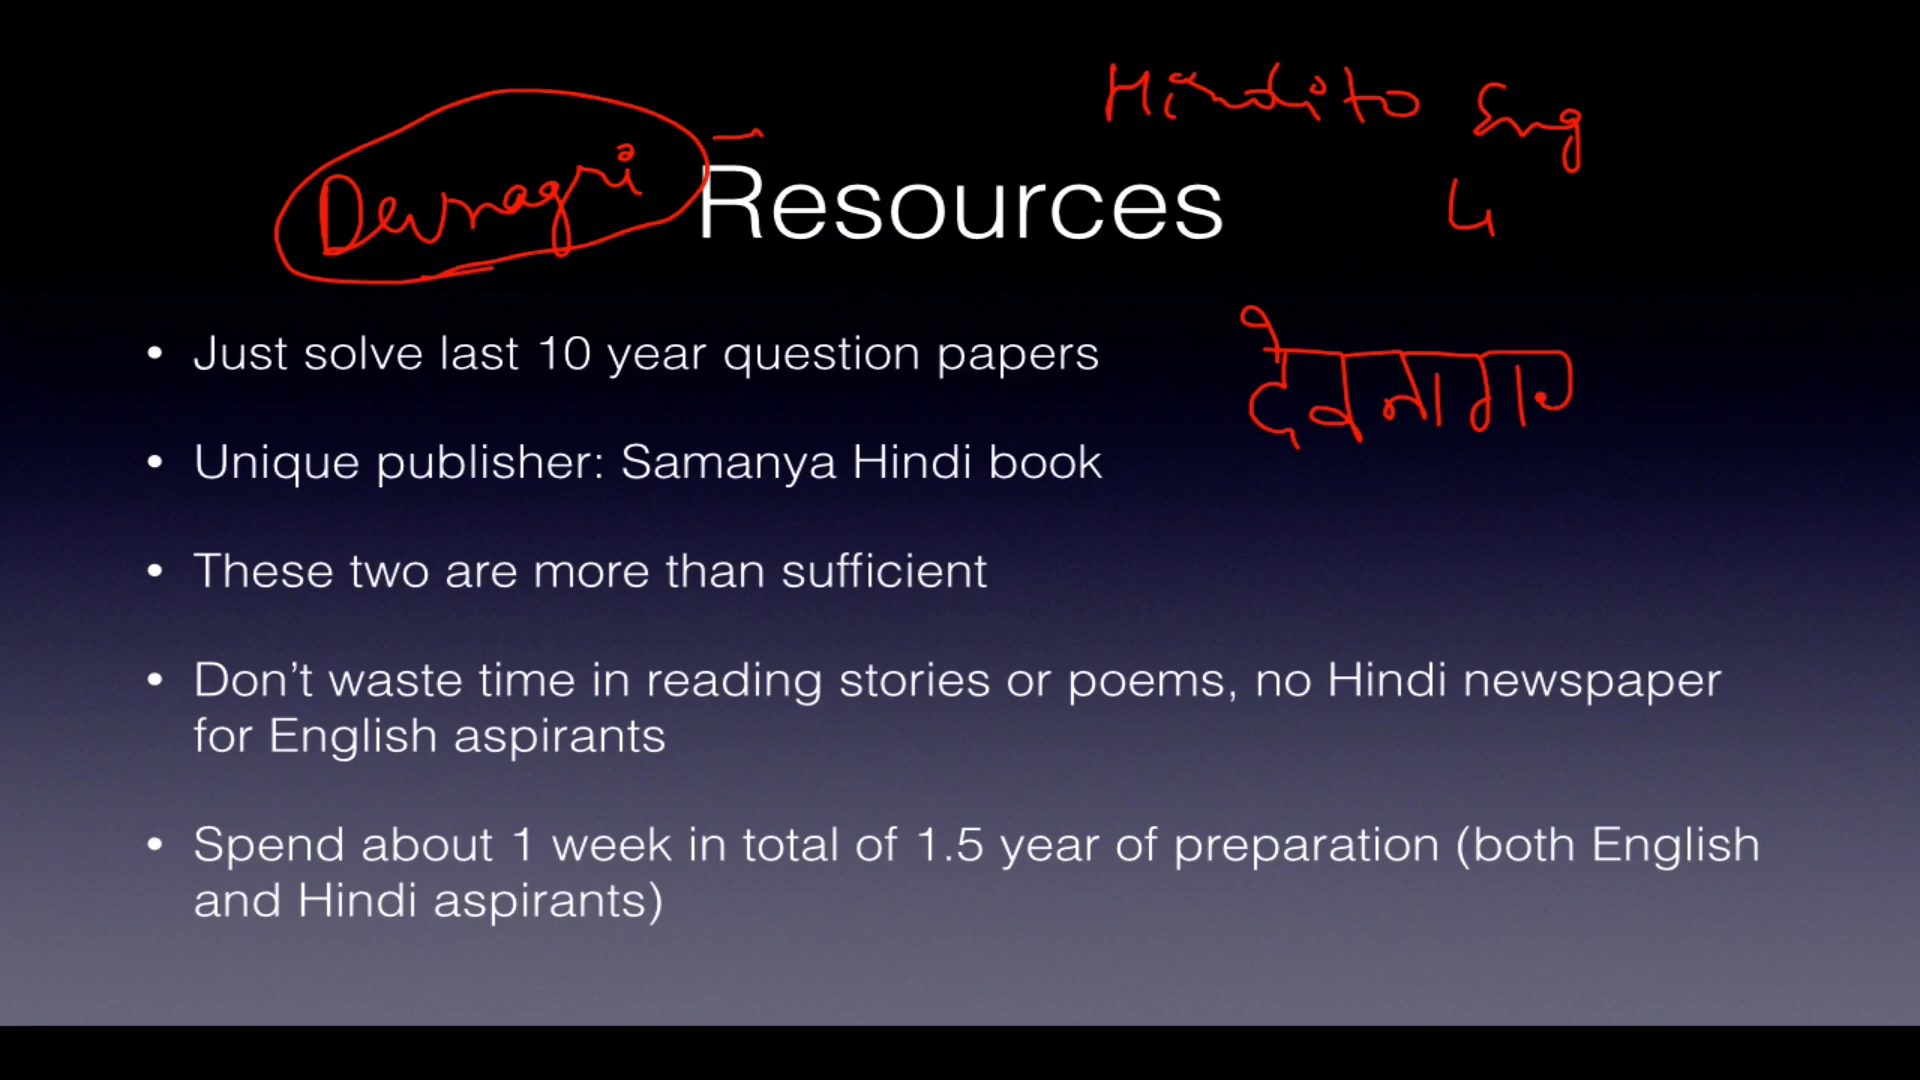 Hindi to Eng
Devnagri
Resources
4
देवनागर
• Just solve last 10 year question papers
• Unique publisher: Samanya Hindi book
• These two are more than sufficient
• Don’t waste time in reading stories or poems, no Hindi newspaper
for English aspirants
• Spend about 1 week in total of 1.5 year of preparation (both English
and Hindi aspirants)